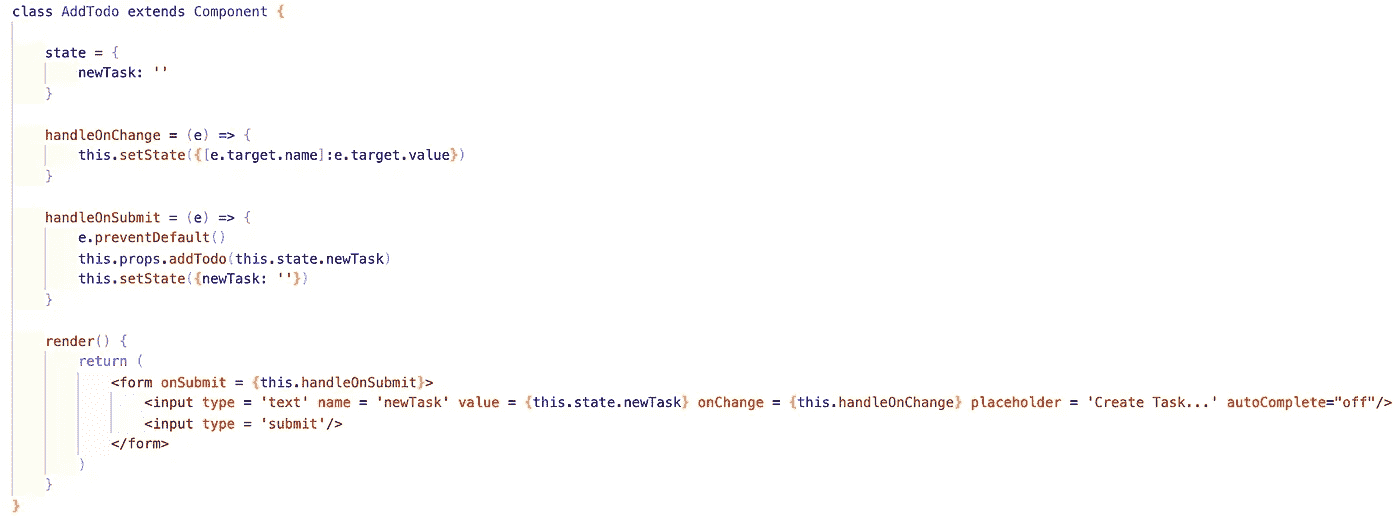 class AddTodo extends Component {
state = {
newTask: ''
}
handleOnChange = (e) => {
this.setState({[e.target.name]:e.target.value})
}
handleOnSubmit = (e) => {
e.preventDefault()
this.props.addTodo(this.state.newTask)
this.setState({newTask: ''})
}
render() {
return (
<form onSubmit = {this.handleOnSubmit}>
<input type = 'text' name = 'newTask' value = {this.state.newTask} onChange = {this.handleOnChange} placeholder = 'Create Task...' autoComplete="off"/>
<input type = 'submit'/>
</form>
)
}
}